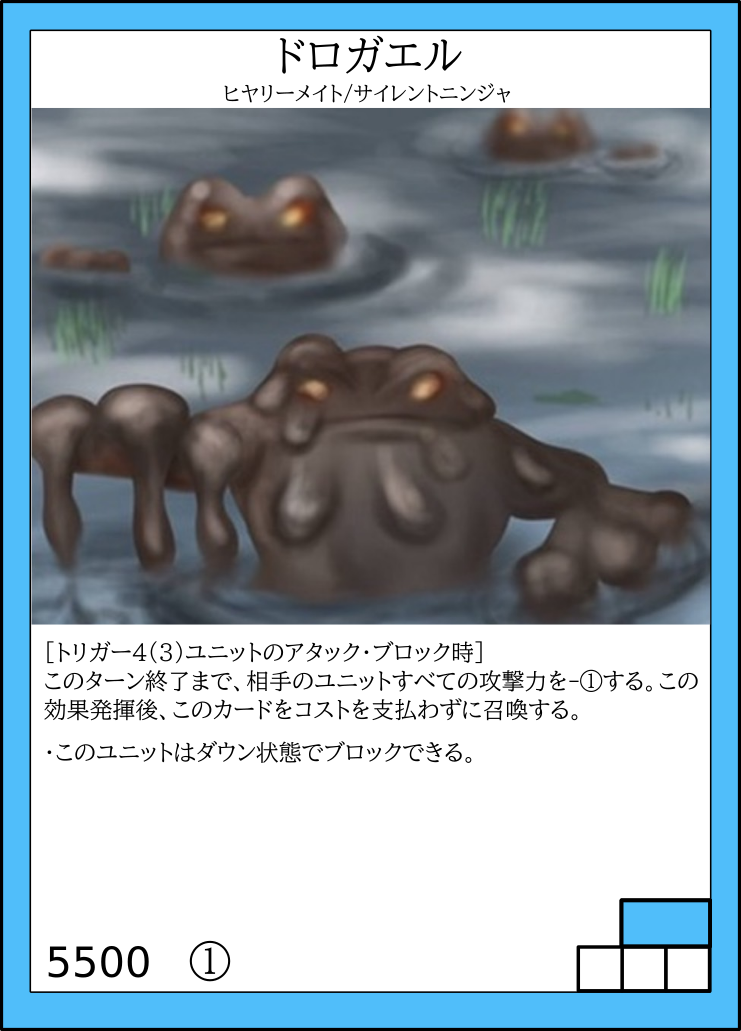 ドロガエル
ヒヤリーメイト/サイレントニンジャ
[トリガー4(3)ユニットのアタック・ブロック時]
このターン終了まで、相手のユニットすべての攻撃力を-①する。この
効果発揮後、このカードをコストを支払わずに召喚する。
・このユニットはダウン状態でブロックできる。
5500 ①